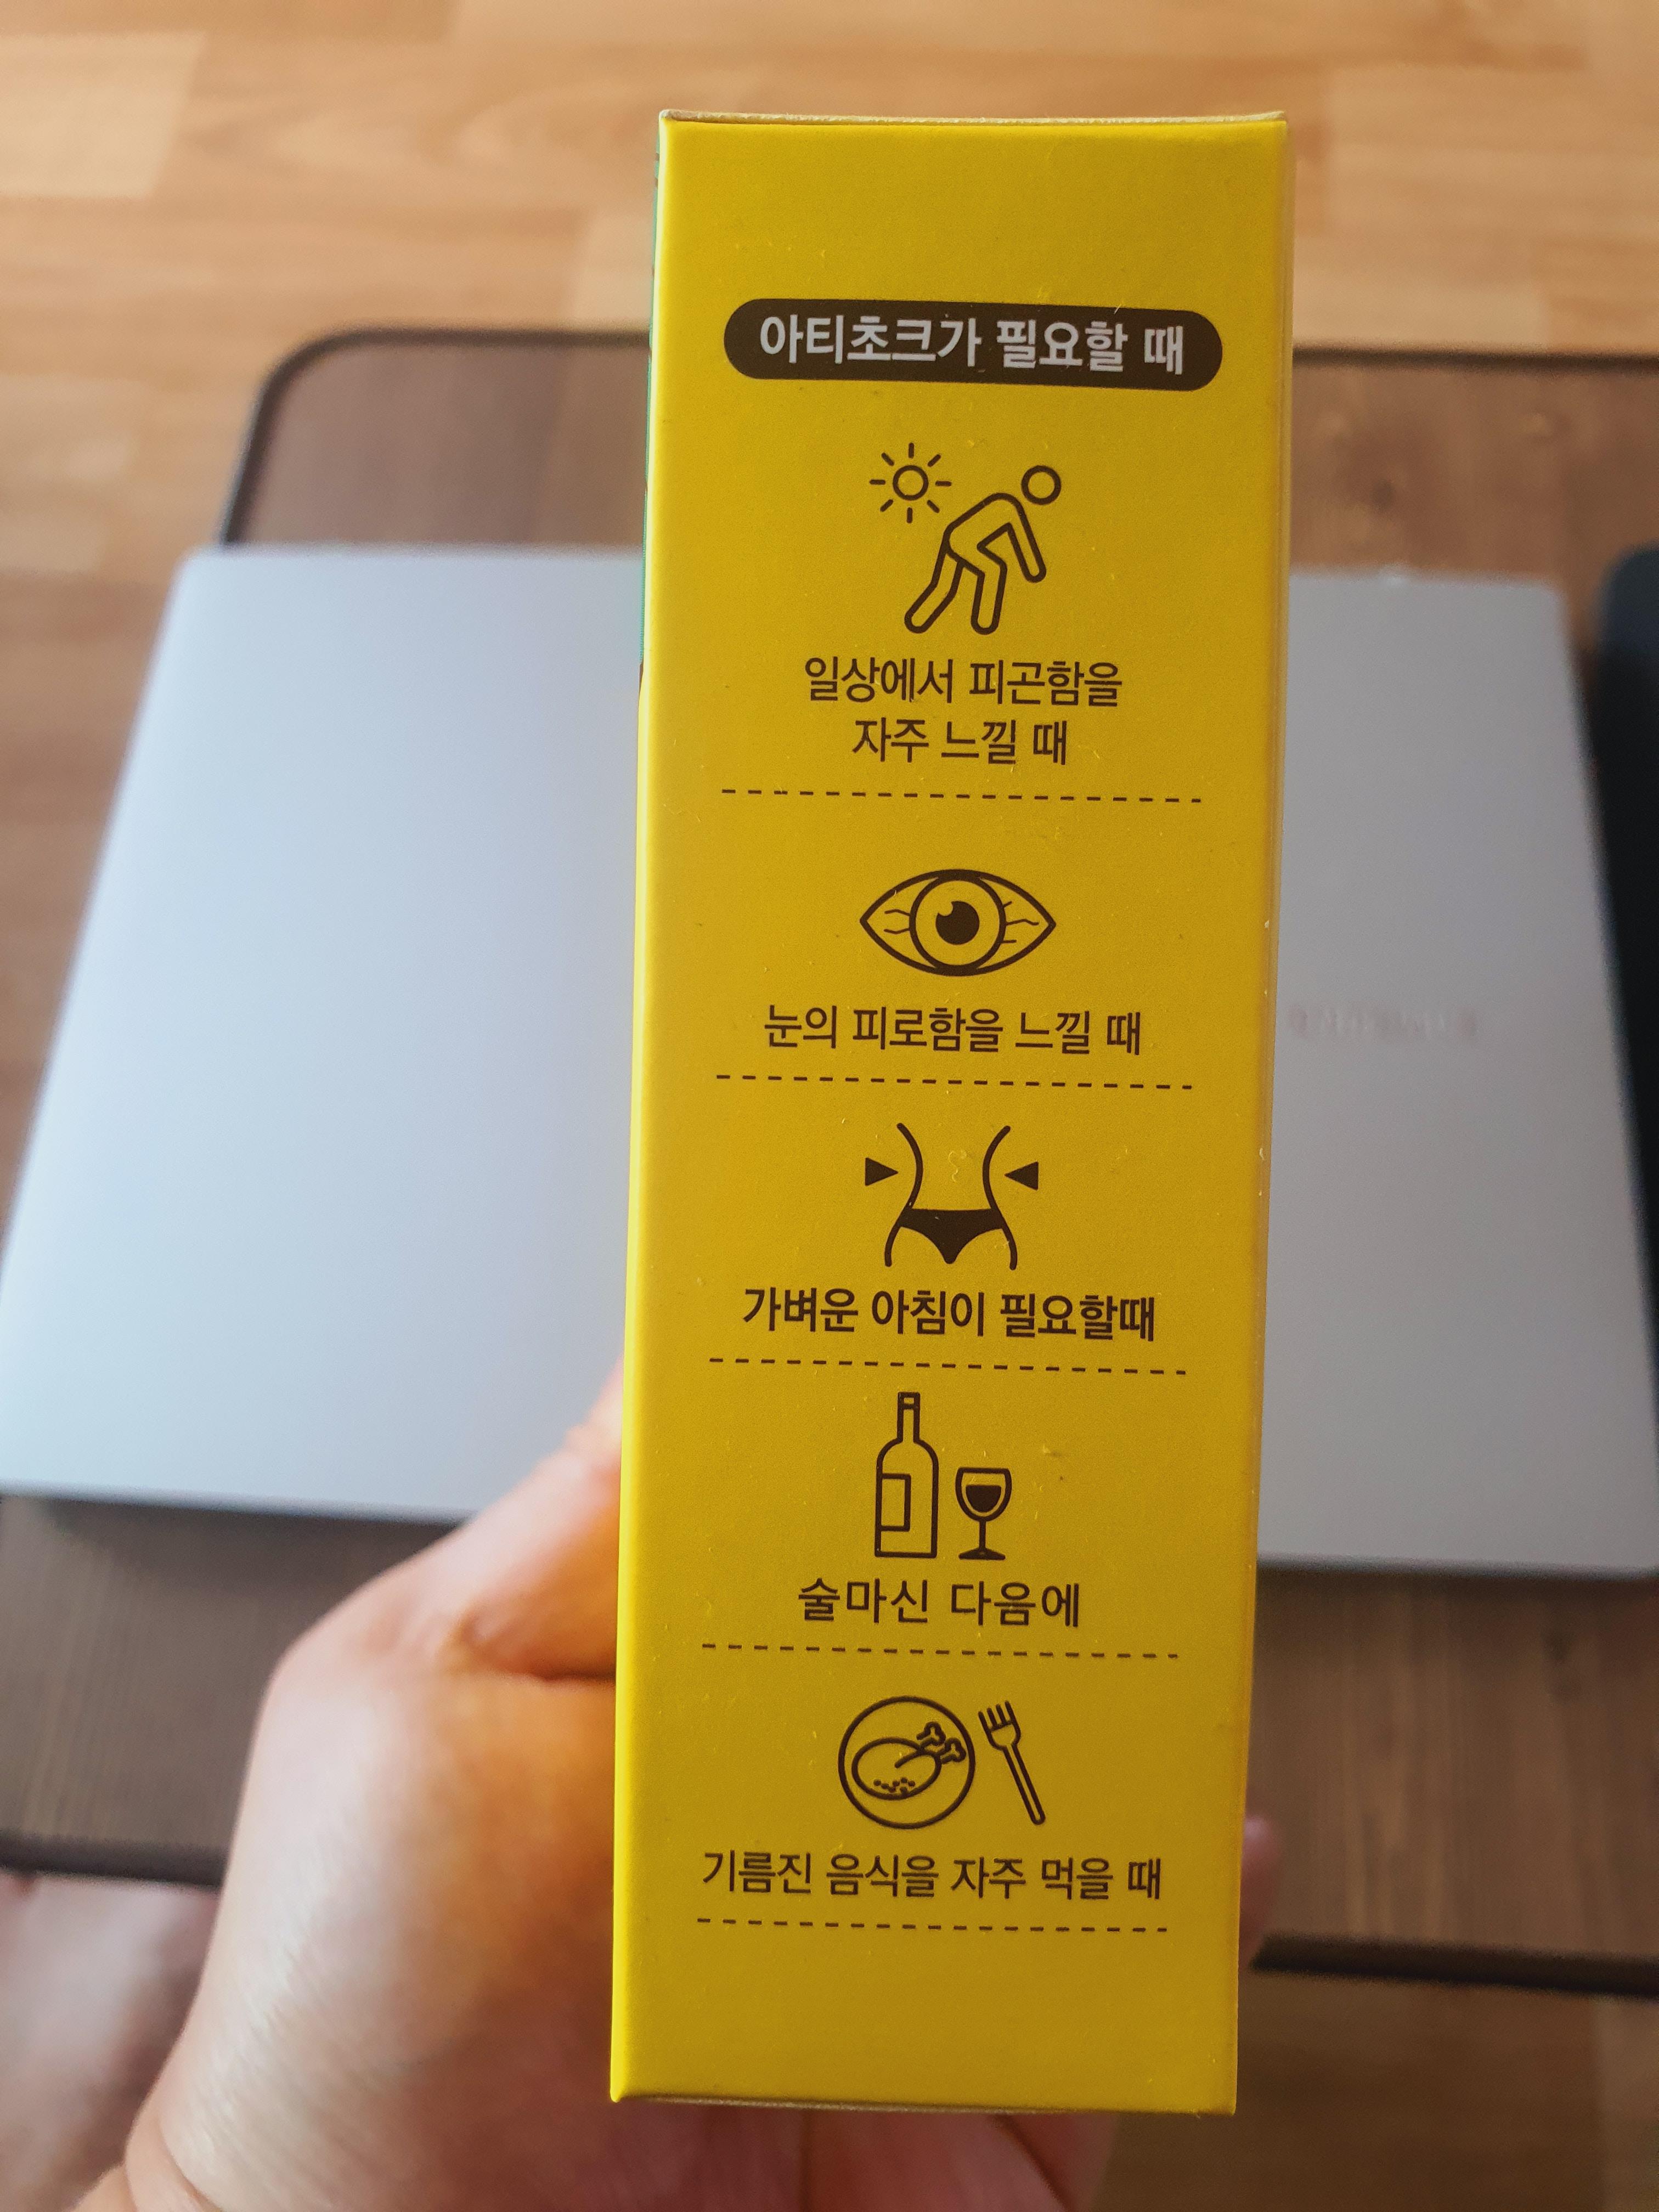 아티초크가 필요할 때
일상에서 피곤함을
자주 느낄 때
눈의 피로함을 느낄 때
가벼운 아침이 필요할때
술마신 다음에
기름진 음식을 자주 먹을 때